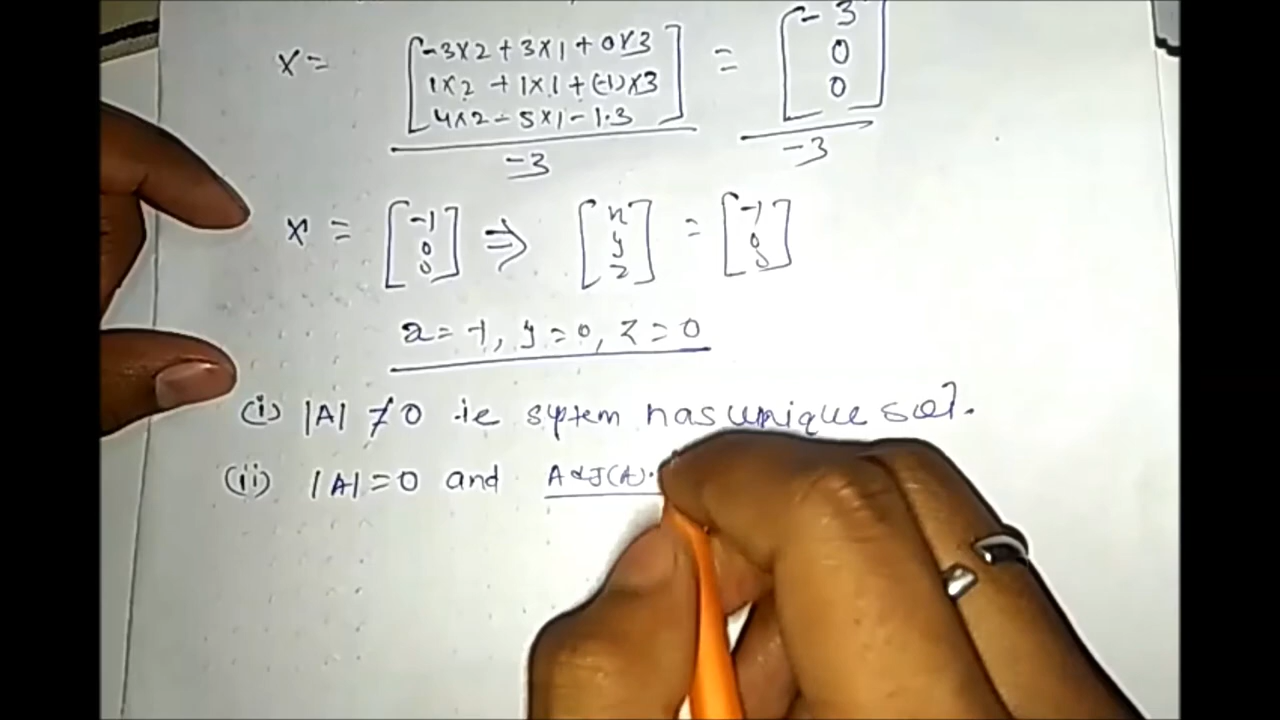 x = [-3×2 + 3×1 + 0×3] = [-3]
[1×2 + 1×1 + (-1)×3] [0]
[4×2 - 5×1 - 1.3] [0]
-3 -3
x = [-1 0 0] ⇒ [x y z] = [-1 0 0]
x = -1, y = 0, z = 0
(i) |A| ≠ 0 ie system has unique sol.
(ii) |A| = 0 and Adj(A).